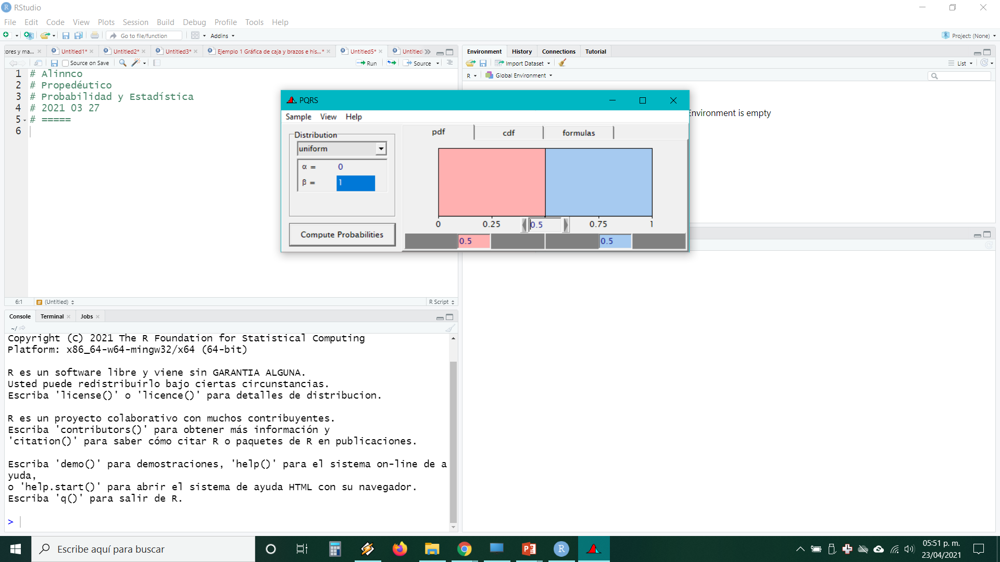 RStudio
File Edit Code View Plots Session Build Debug Profile Tools Help
Go to file/function Addins Project: (None)
:ores y ma... Untitled1* Untitled2* Untitled3* Ejemplo 1 Gráfica de caja y brazos e his...* Untitled5* Untitled
Source on Save Run Source
1 # Alinnco
2 # Propedéutico
3 # Probabilidad y Estadística
4 # 2021 03 27
5 # =====
6
6:1 (Untitled) R Script
Environment History Connections Tutorial
Import Dataset List
R Global Environment
Environment is empty
PQRS
Sample View Help
Distribution
uniform
α = 0
β = 1
Compute Probabilities
pdf cdf formulas
0 0.25 0.5 0.75 1
0.5 0.5
Console Terminal Jobs
~/
Copyright (C) 2021 The R Foundation for Statistical Computing
Platform: x86_64-w64-mingw32/x64 (64-bit)
R es un software libre y viene sin GARANTIA ALGUNA.
Usted puede redistribuirlo bajo ciertas circunstancias.
Escriba 'license()' o 'licence()' para detalles de distribucion.
R es un proyecto colaborativo con muchos contribuyentes.
Escriba 'contributors()' para obtener más información y
'citation()' para saber cómo citar R o paquetes de R en publicaciones.
Escriba 'demo()' para demostraciones, 'help()' para el sistema on-line de a
yuda,
o 'help.start()' para abrir el sistema de ayuda HTML con su navegador.
Escriba 'q()' para salir de R.
>
Escribe aquí para buscar
05:51 p. m.
23/04/2021